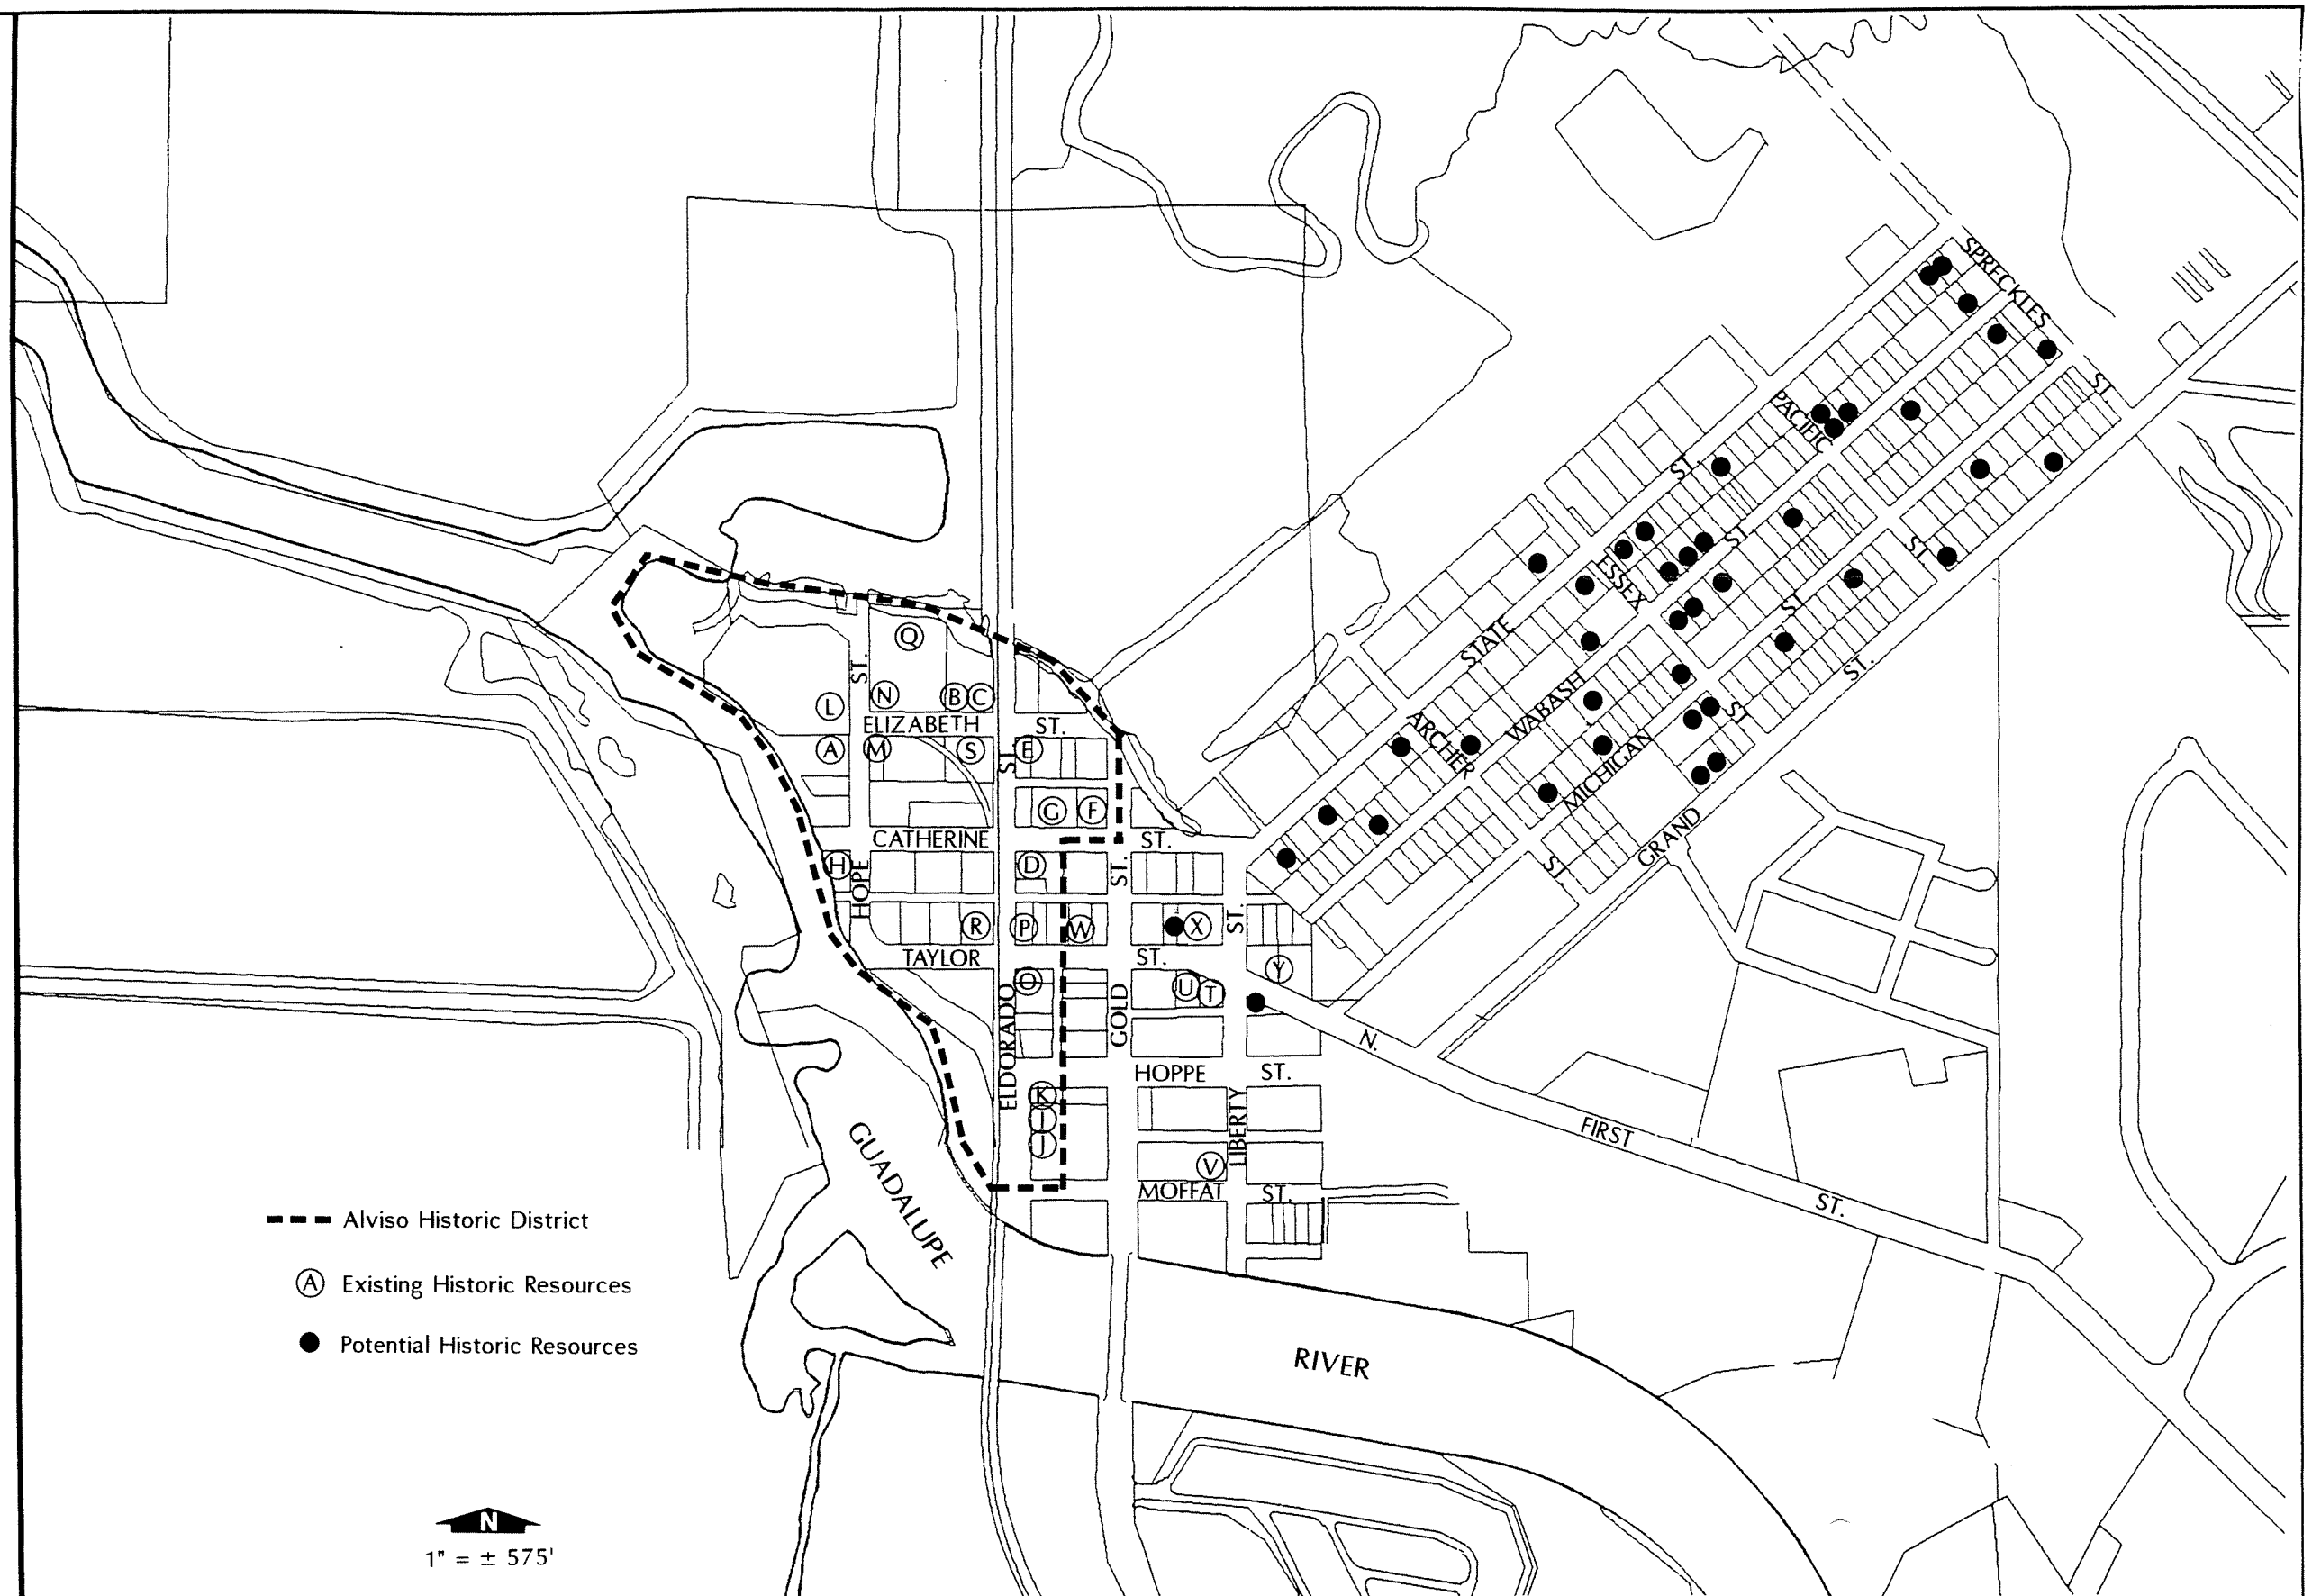 SPRECKLES
ST.
PACIFIC
ST.
ST.
ESSEX
ST.
STATE
ST.
ST.
WABASH
ARCHER
ST.
MICHIGAN
GRAND
ST.
Q
ST.
L
N
B
C
ELIZABETH
ST.
A
M
S
ST.
E
G
F
CATHERINE
ST.
H
HOPE
D
ST.
R
P
W
X
ST.
TAYLOR
ST.
Y
O
U
T
ELDORADO
GOLD
N.
HOPPE
ST.
K
I
J
LIBERTY
FIRST
V
MOFFAT
ST.
ST.
GUADALUPE
RIVER
Alviso Historic District
A Existing Historic Resources
Potential Historic Resources
N
1" = ± 575'